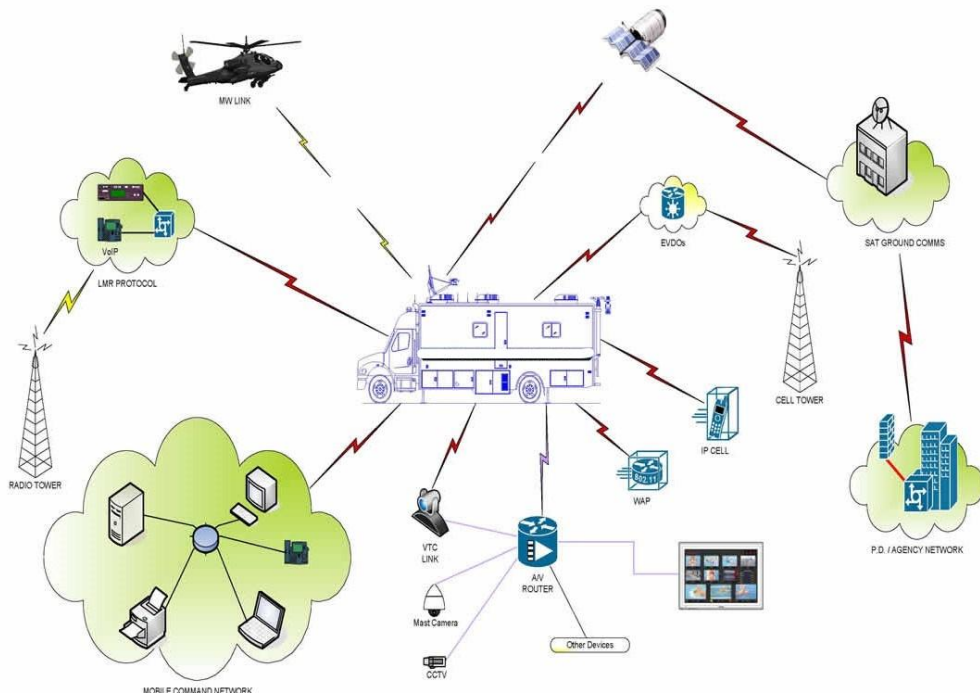 MW LINK
EVDOs
SAT GROUND COMMS
VoIP
LMR PROTOCOL
CELL TOWER
IP CELL
RADIO TOWER
802.11
WAP
VTC
LINK
A/V
ROUTER
P.D. / AGENCY NETWORK
Mast Camera
Other Devices
CCTV
MOBILE COMMAND NETWORK